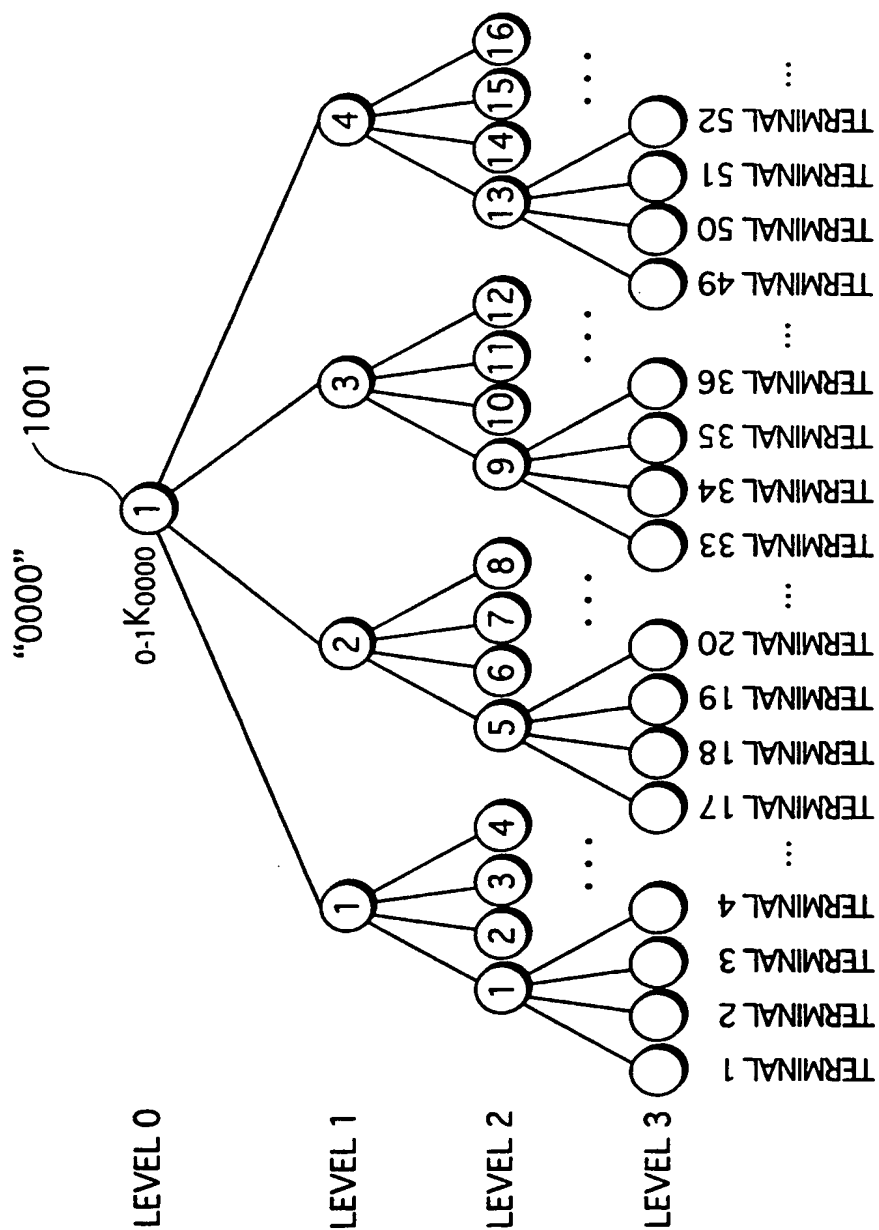 "0000"
1001
0-1K0000
LEVEL 0
1
LEVEL 1
1
2
3
4
LEVEL 2
1
2
3
4
5
6
7
8
9
10
11
12
13
14
15
16
...
...
...
...
LEVEL 3
TERMINAL 1
TERMINAL 2
TERMINAL 3
TERMINAL 4
...
TERMINAL 17
TERMINAL 18
TERMINAL 19
TERMINAL 20
...
TERMINAL 33
TERMINAL 34
TERMINAL 35
TERMINAL 36
...
TERMINAL 49
TERMINAL 50
TERMINAL 51
TERMINAL 52
...